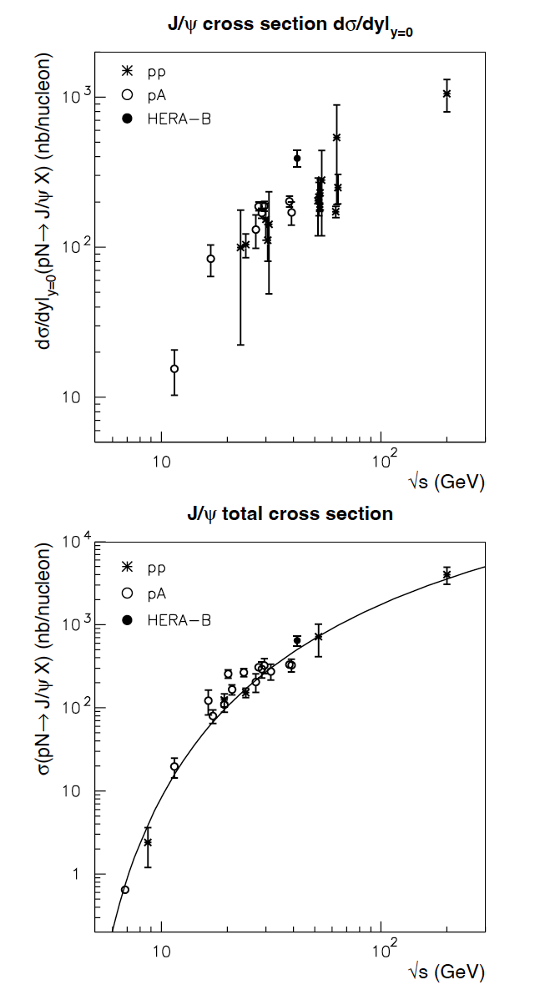 J/ψ cross section dσ/dy|y=0
dσ/dy|y=0(pN→ J/ψ X) (nb/nucleon)
10³
10²
10
pp
pA
HERA−B
10
10²
√s (GeV)
J/ψ total cross section
σ(pN→ J/ψ X) (nb/nucleon)
10⁴
10³
10²
10
1
pp
pA
HERA−B
10
10²
√s (GeV)